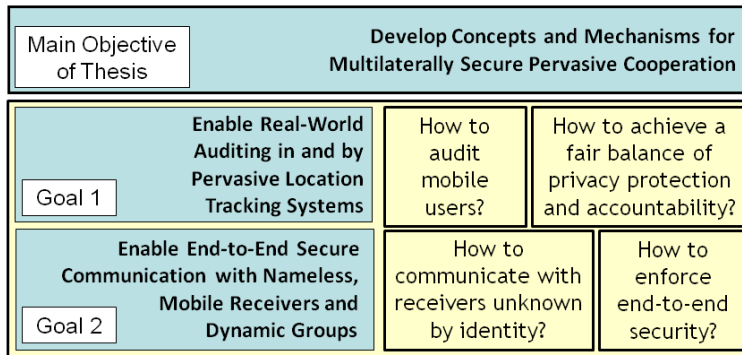 Main Objective
of Thesis
Develop Concepts and Mechanisms for
Multilaterally Secure Pervasive Cooperation
Goal 1
Enable Real-World
Auditing in and by
Pervasive Location
Tracking Systems
How to
audit
mobile
users?
How to achieve a
fair balance of
privacy protection
and accountability?
Goal 2
Enable End-to-End Secure
Communication with Nameless,
Mobile Receivers and
Dynamic Groups
How to
communicate with
receivers unknown
by identity?
How to
enforce
end-to-end
security?